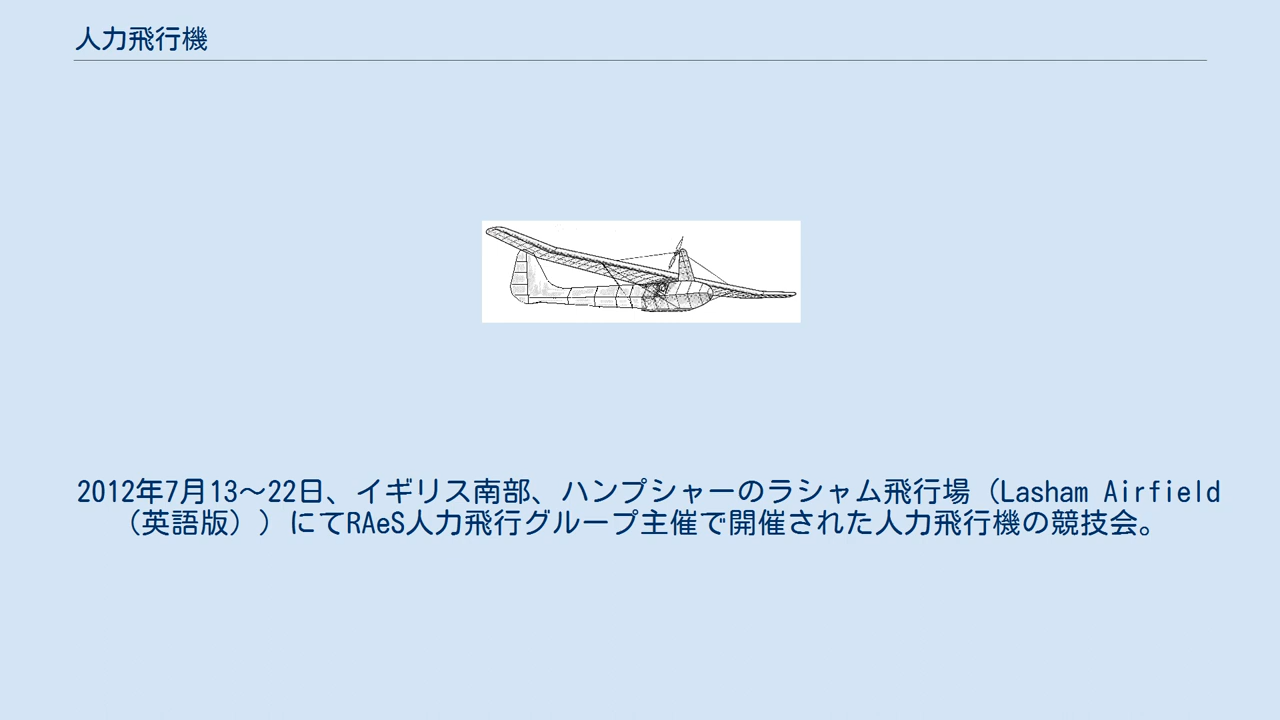 人力飛行機
2012年7月13〜22日、イギリス南部、ハンプシャーのラシャム飛行場（Lasham Airfield
（英語版））にてRAeS人力飛行グループ主催で開催された人力飛行機の競技会。